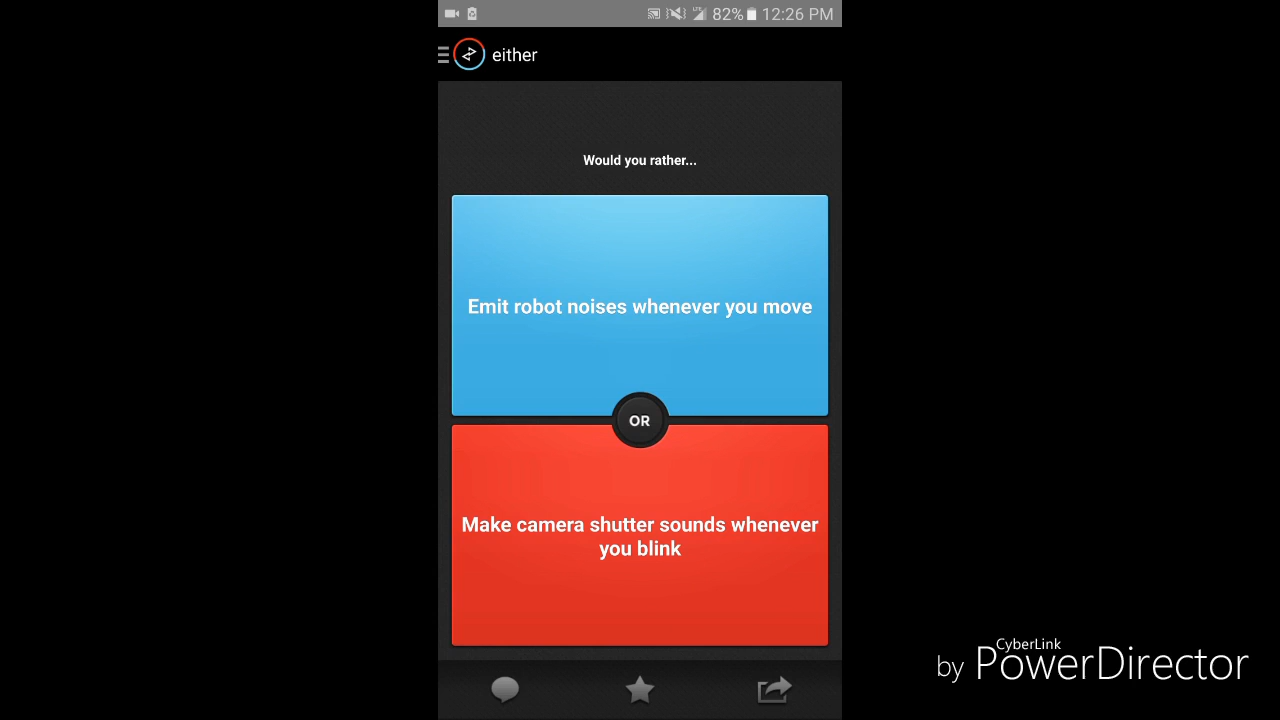 82% 12:26 PM
either
Would you rather...
Emit robot noises whenever you move
OR
Make camera shutter sounds whenever
you blink
CyberLink
by PowerDirector